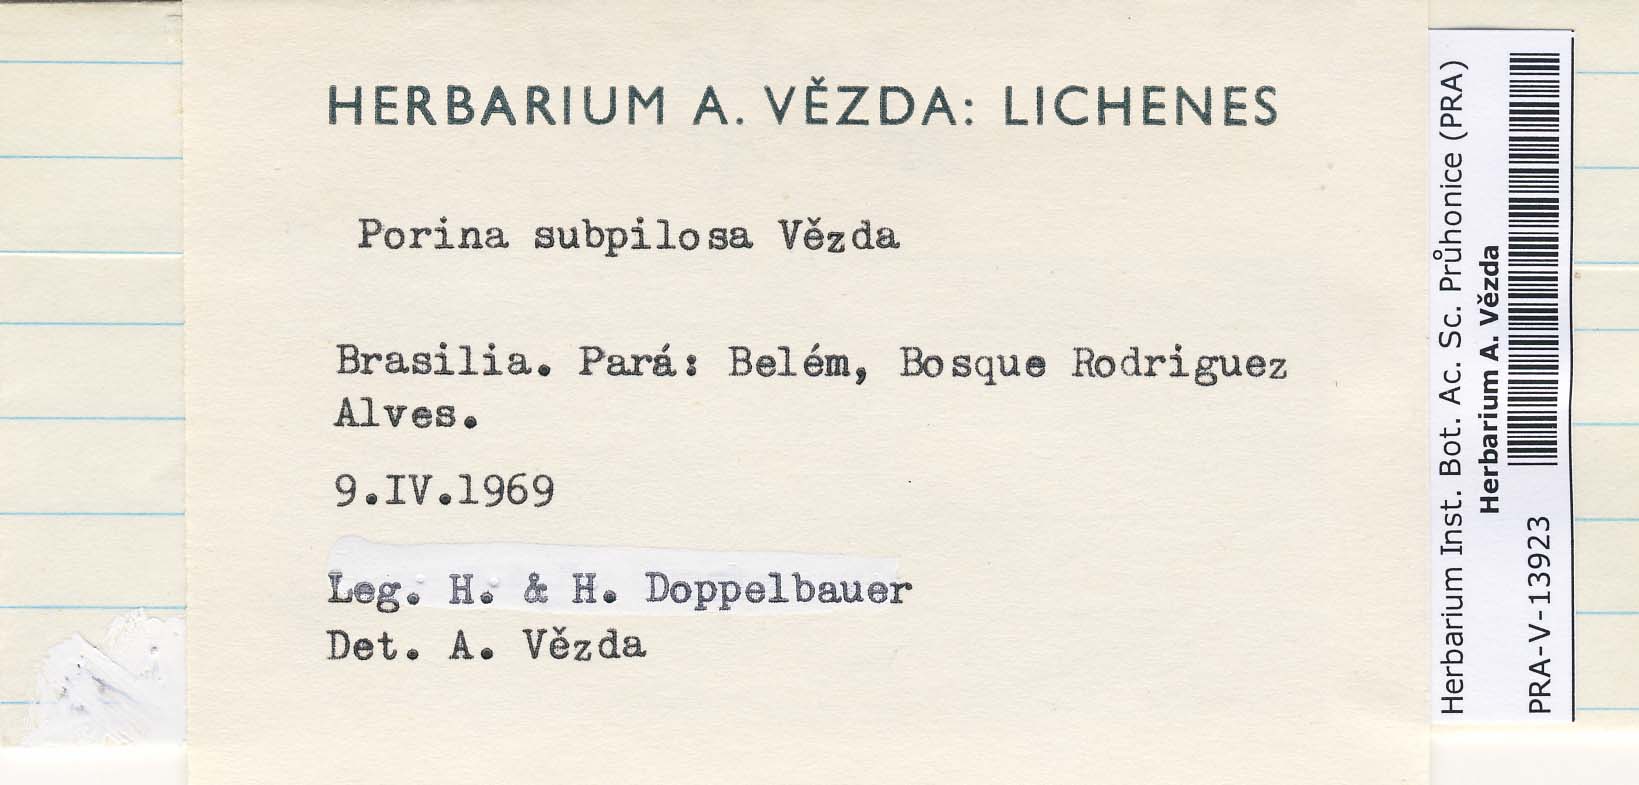 HERBARIUM A. VĚZDA: LICHENES
Porina subpilosa Vězda
Brasilia. Pará: Belém, Bosque Rodriguez
Alves.
9.IV.1969
Leg. H. & H. Doppelbauer
Det. A. Vězda
Herbarium Inst. Bot. Ac. Sc. Průhonice (PRA)
Herbarium A. Vězda
PRA-V-13923